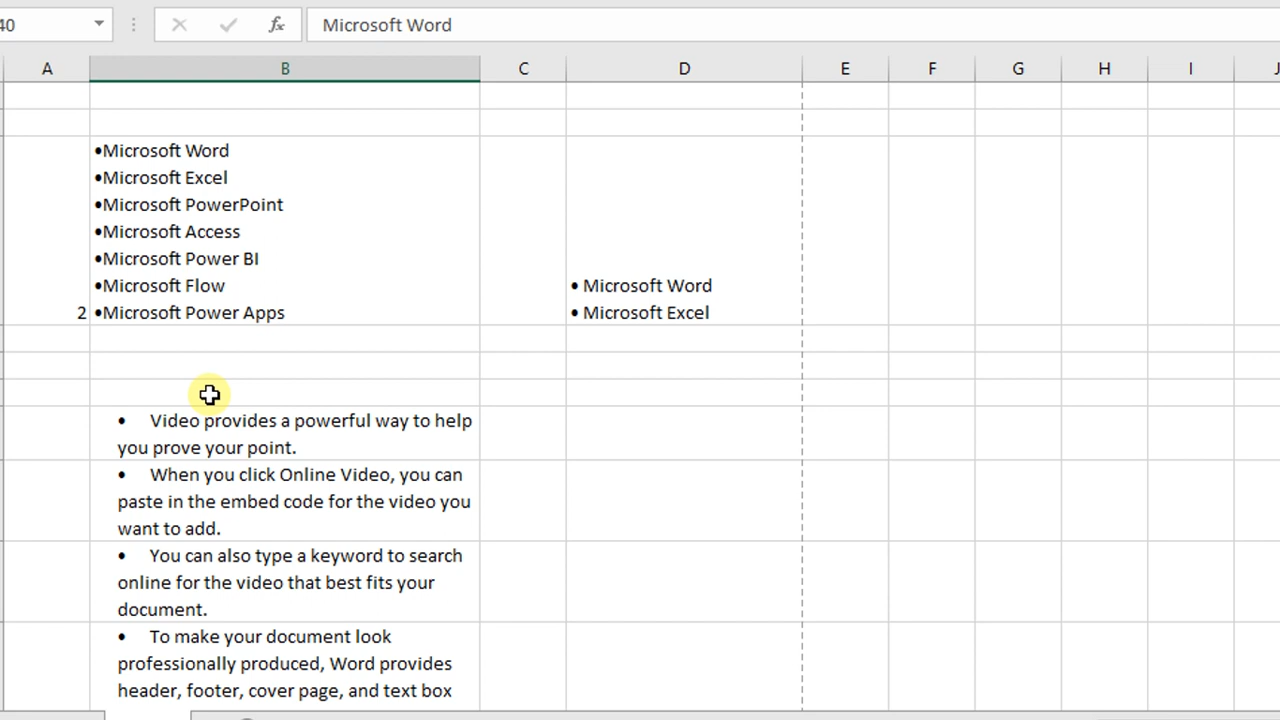 40
fx
Microsoft Word
A B C D E F G H I J
•Microsoft Word
•Microsoft Excel
•Microsoft PowerPoint
•Microsoft Access
•Microsoft Power BI
•Microsoft Flow
• Microsoft Word
2 •Microsoft Power Apps
• Microsoft Excel
• Video provides a powerful way to help
you prove your point.
• When you click Online Video, you can
paste in the embed code for the video you
want to add.
• You can also type a keyword to search
online for the video that best fits your
document.
• To make your document look
professionally produced, Word provides
header, footer, cover page, and text box